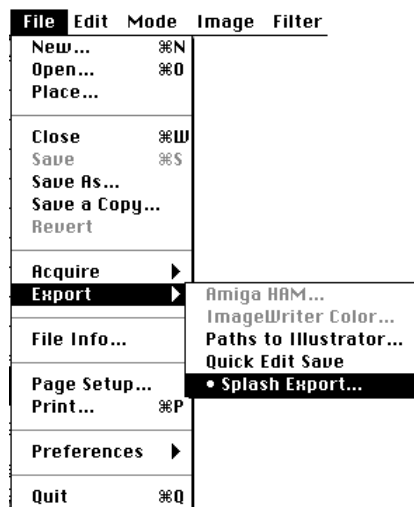 File Edit Mode Image Filter
New... ⌘N
Open... ⌘O
Place...
Close ⌘W
Save ⌘S
Save As...
Save a Copy...
Revert
Acquire ▶
Export ▶
Amiga HAM...
ImageWriter Color...
Paths to Illustrator...
Quick Edit Save
• Splash Export...
File Info...
Page Setup...
Print... ⌘P
Preferences ▶
Quit ⌘Q